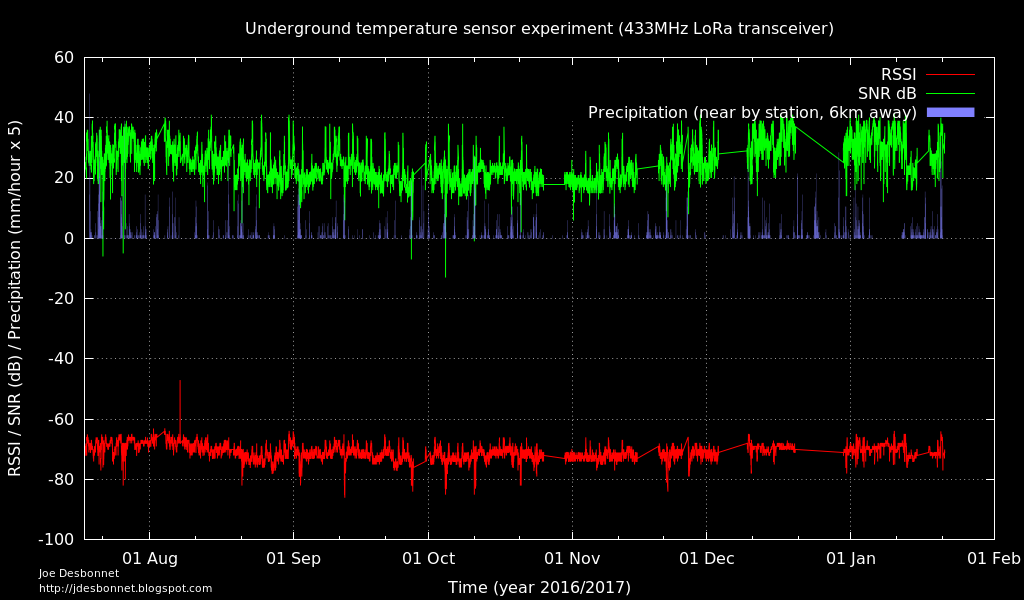 Underground temperature sensor experiment (433MHz LoRa transceiver)
RSSI
SNR dB
Precipitation (near by station, 6km away)
RSSI / SNR (dB) / Precipitation (mm/hour x 5)
60
40
20
0
-20
-40
-60
-80
-100
01 Aug 01 Sep 01 Oct 01 Nov 01 Dec 01 Jan 01 Feb
Time (year 2016/2017)
Joe Desbonnet
http://jdesbonnet.blogspot.com